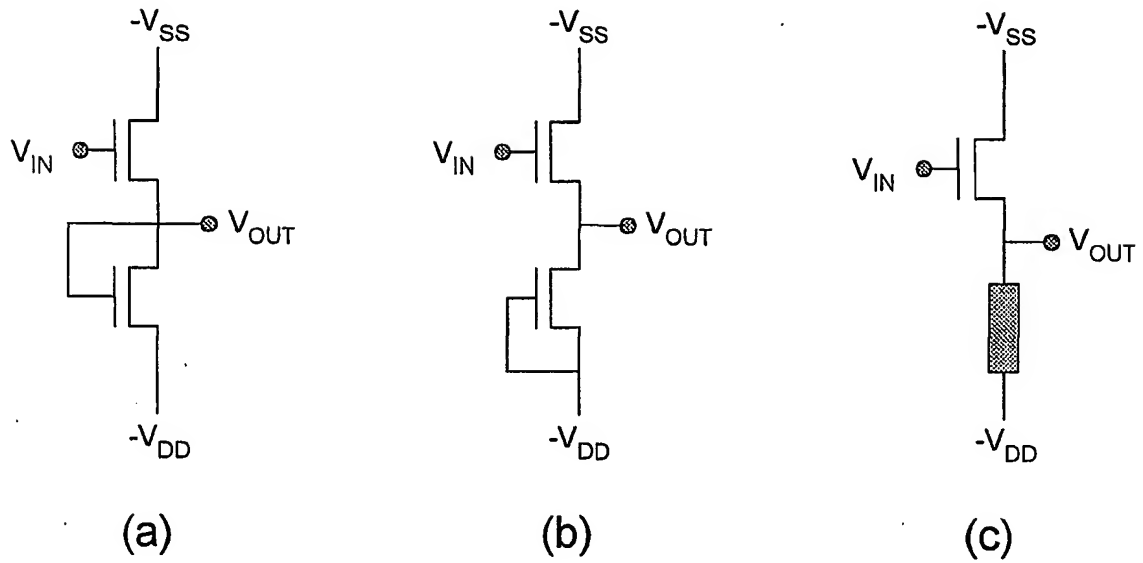 -V_SS -V_SS -V_SS
V_IN V_IN V_IN
V_OUT V_OUT V_OUT
-V_DD -V_DD -V_DD
(a) (b) (c)